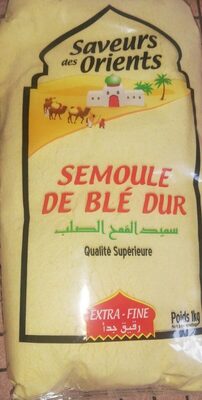 Saveurs
des Orients
SEMOULE
DE BLÉ DUR
سميد القمح الصلب
Qualité Supérieure
EXTRA - FINE
رقيق جداً
Poids 1kg